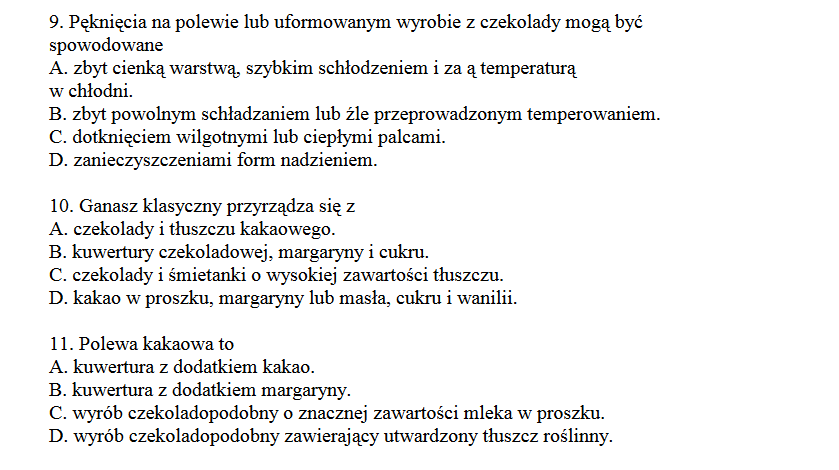 9. Pęknięcia na polewie lub uformowanym wyrobie z czekolady mogą być
spowodowane
A. zbyt cienką warstwą, szybkim schłodzeniem i za ą temperaturą
w chłodni.
B. zbyt powolnym schładzaniem lub źle przeprowadzonym temperowaniem.
C. dotknięciem wilgotnymi lub ciepłymi palcami.
D. zanieczyszczeniami form nadzieniem.
10. Ganasz klasyczny przyrządza się z
A. czekolady i tłuszczu kakaowego.
B. kuwertury czekoladowej, margaryny i cukru.
C. czekolady i śmietanki o wysokiej zawartości tłuszczu.
D. kakao w proszku, margaryny lub masła, cukru i wanilii.
11. Polewa kakaowa to
A. kuwertura z dodatkiem kakao.
B. kuwertura z dodatkiem margaryny.
C. wyrób czekoladopodobny o znacznej zawartości mleka w proszku.
D. wyrób czekoladopodobny zawierający utwardzony tłuszcz roślinny.